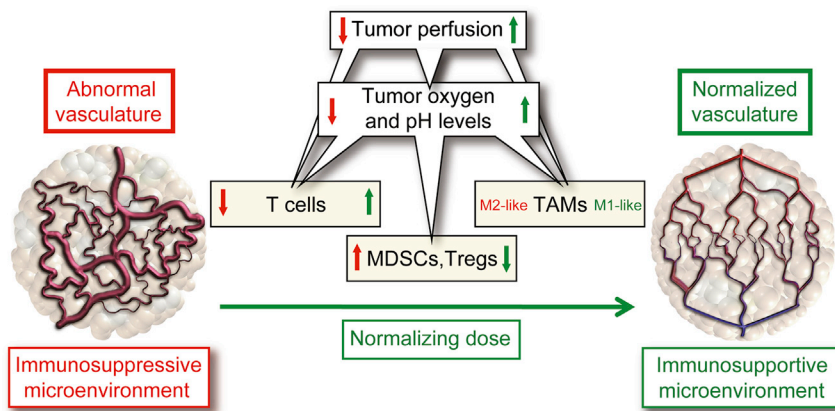 Tumor perfusion
Abnormal
vasculature
Tumor oxygen
and pH levels
Normalized
vasculature
T cells
M2-like TAMs M1-like
MDSCs,Tregs
Normalizing dose
Immunosuppressive
microenvironment
Immunosupportive
microenvironment